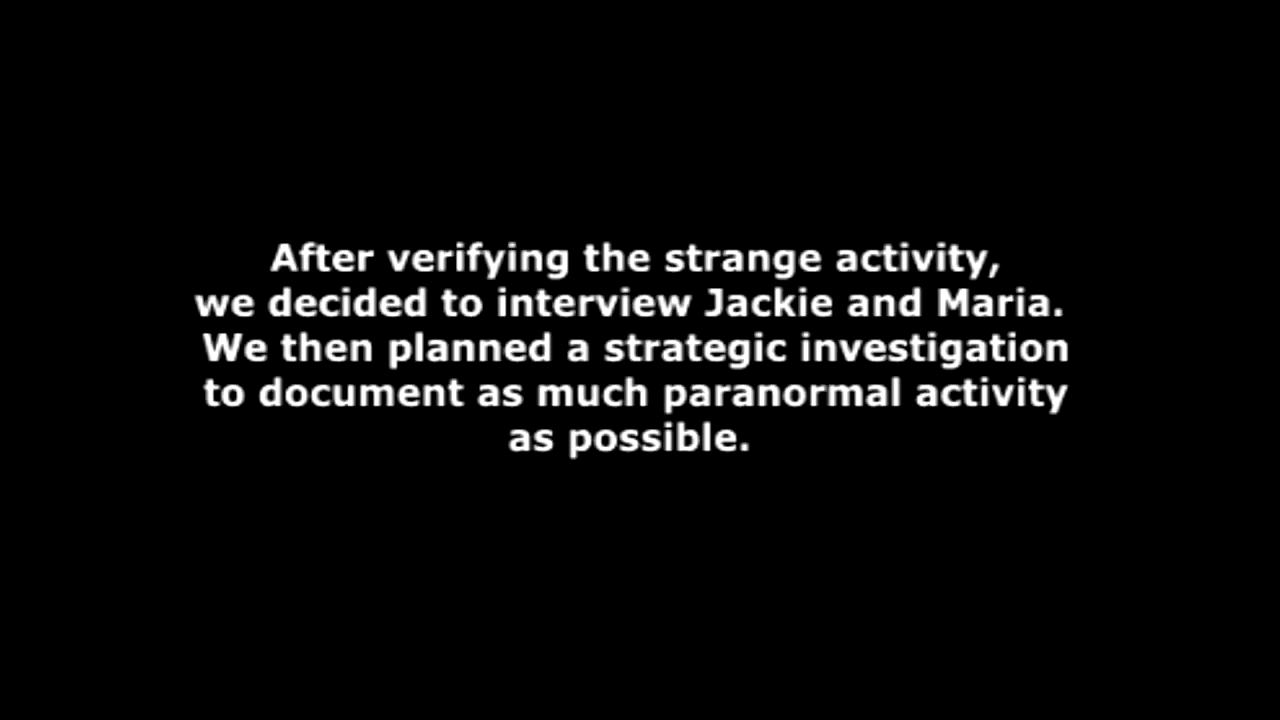 After verifying the strange activity,
we decided to interview Jackie and Maria.
We then planned a strategic investigation
to document as much paranormal activity
as possible.